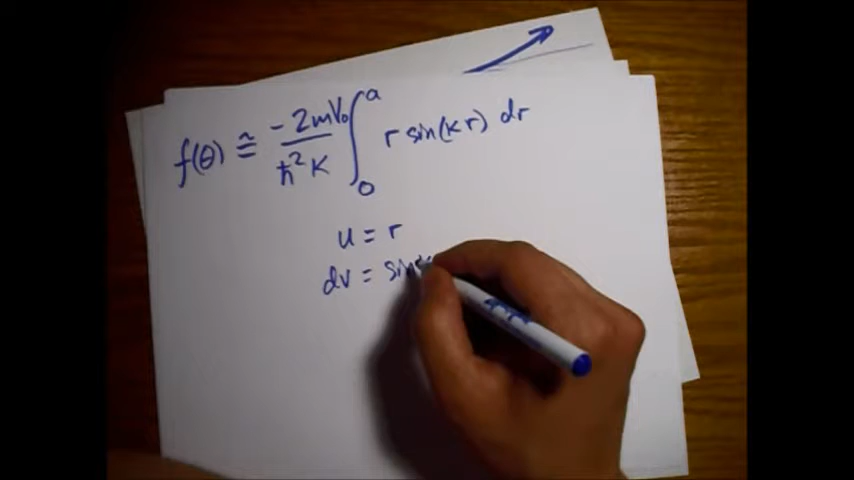 f(θ) ≅ -2mV₀/ħ²K ∫₀ᵃ r sin(Kr) dr
u = r
dv = sin